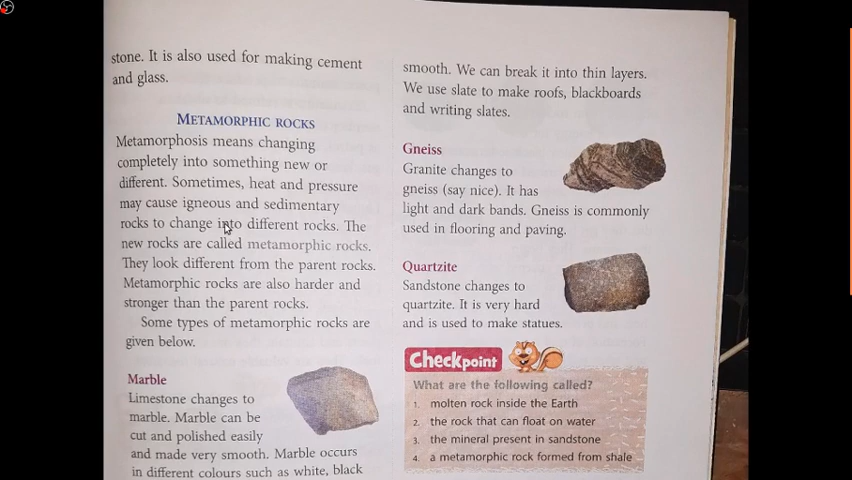 stone. It is also used for making cement
and glass.
METAMORPHIC ROCKS
Metamorphosis means changing
completely into something new or
different. Sometimes, heat and pressure
may cause igneous and sedimentary
rocks to change into different rocks. The
new rocks are called metamorphic rocks.
They look different from the parent rocks.
Metamorphic rocks are also harder and
stronger than the parent rocks.
Some types of metamorphic rocks are
given below.
Marble
Limestone changes to
marble. Marble can be
cut and polished easily
and made very smooth. Marble occurs
in different colours such as white, black
smooth. We can break it into thin layers.
We use slate to make roofs, blackboards
and writing slates.
Gneiss
Granite changes to
gneiss (say nice). It has
light and dark bands. Gneiss is commonly
used in flooring and paving.
Quartzite
Sandstone changes to
quartzite. It is very hard
and is used to make statues.
Checkpoint
What are the following called?
1. molten rock inside the Earth
2. the rock that can float on water
3. the mineral present in sandstone
4. a metamorphic rock formed from shale